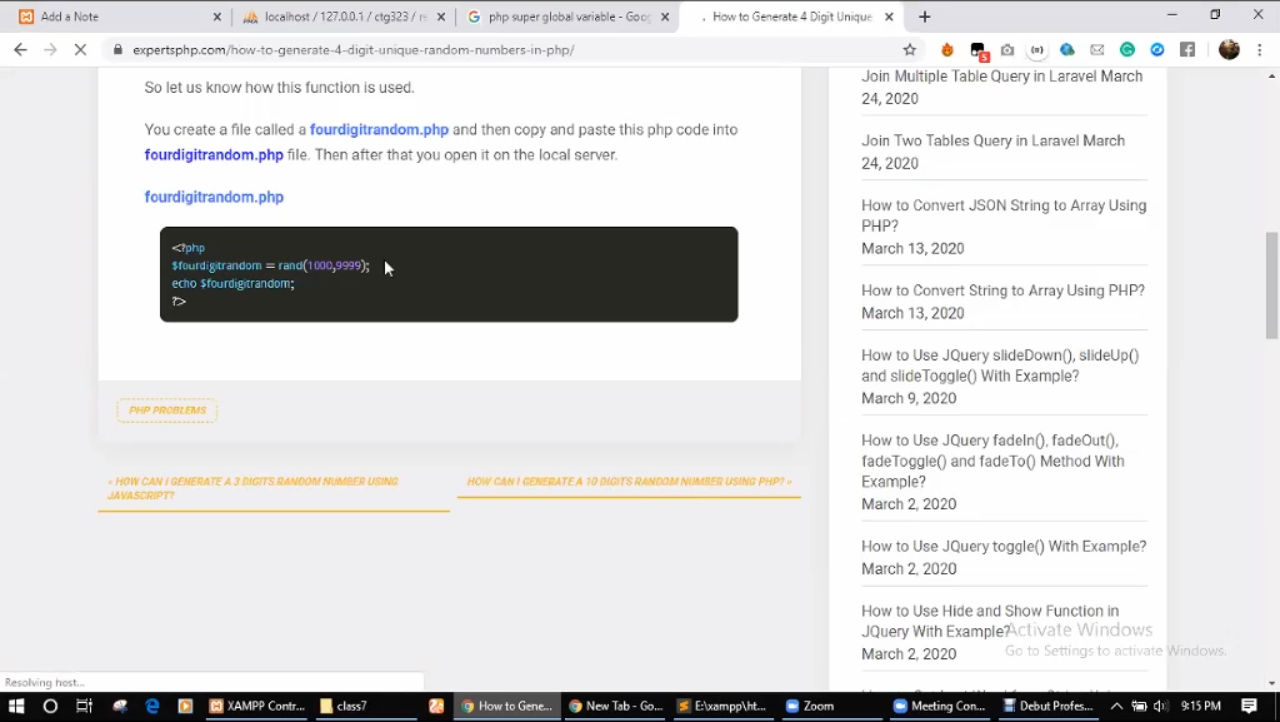 Add a Note
localhost / 127.0.0.1 / ctg323 / re
php super global variable - Goog
How to Generate 4 Digit Unique
expertsphp.com/how-to-generate-4-digit-unique-random-numbers-in-php/
5
So let us know how this function is used.
You create a file called a fourdigitrandom.php and then copy and paste this php code into
fourdigitrandom.php file. Then after that you open it on the local server.
fourdigitrandom.php
<?php
$fourdigitrandom = rand(1000,9999);
echo $fourdigitrandom;
?>
PHP PROBLEMS
« HOW CAN I GENERATE A 3 DIGITS RANDOM NUMBER USING
JAVASCRIPT?
HOW CAN I GENERATE A 10 DIGITS RANDOM NUMBER USING PHP? »
Join Multiple Table Query in Laravel March
24, 2020
Join Two Tables Query in Laravel March
24, 2020
How to Convert JSON String to Array Using
PHP?
March 13, 2020
How to Convert String to Array Using PHP?
March 13, 2020
How to Use JQuery slideDown(), slideUp()
and slideToggle() With Example?
March 9, 2020
How to Use JQuery fadeIn(), fadeOut(),
fadeToggle() and fadeTo() Method With
Example?
March 2, 2020
How to Use JQuery toggle() With Example?
March 2, 2020
How to Use Hide and Show Function in
JQuery With Example?
March 2, 2020
Activate Windows
Go to Settings to activate Windows.
Resolving host...
XAMPP Contr...
class7
How to Gene...
New Tab - Go...
E:\xampp\ht...
Zoom
Meeting Con...
Debut Profes...
9:15 PM